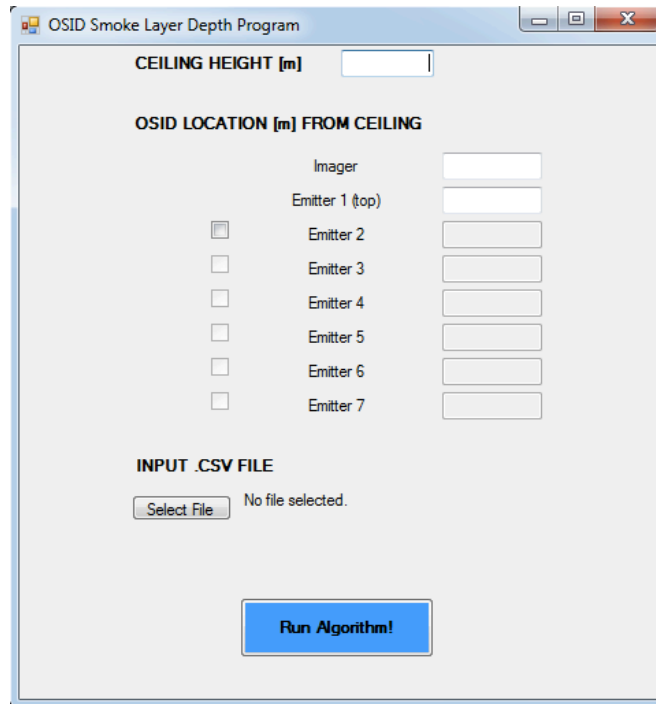 OSID Smoke Layer Depth Program
CEILING HEIGHT [m]
OSID LOCATION [m] FROM CEILING
Imager
Emitter 1 (top)
Emitter 2
Emitter 3
Emitter 4
Emitter 5
Emitter 6
Emitter 7
INPUT .CSV FILE
Select File No file selected.
Run Algorithm!